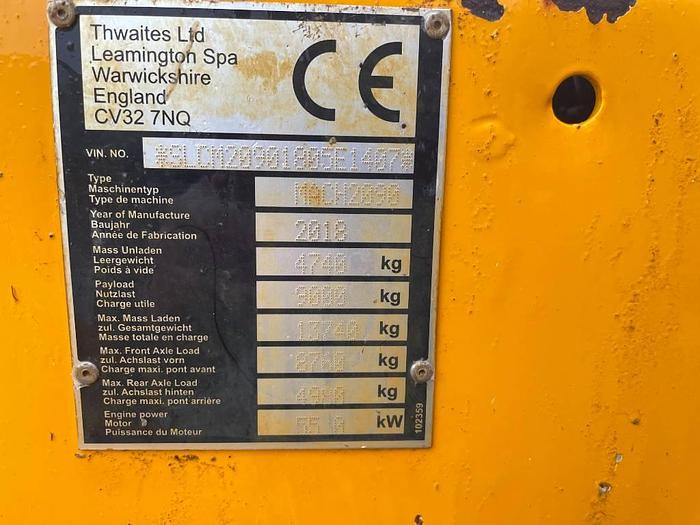 Thwaites Ltd
Leamington Spa
Warwickshire
England
CV32 7NQ
CE
VIN. NO.
Type
Maschinentyp
Type de machine
Year of Manufacture
Baujahr
Année de Fabrication
2018
Mass Unladen
Leergewicht
Poids à vide
4740 kg
Payload
Nutzlast
Charge utile
9000 kg
Max. Mass Laden
zul. Gesamtgewicht
Masse totale en charge
13740 kg
Max. Front Axle Load
zul. Achslast vorn
Charge maxi. pont avant
8760 kg
Max. Rear Axle Load
zul. Achslast hinten
Charge maxi. pont arrière
4980 kg
Engine power
Motor
Puissance du Moteur
kW
102359